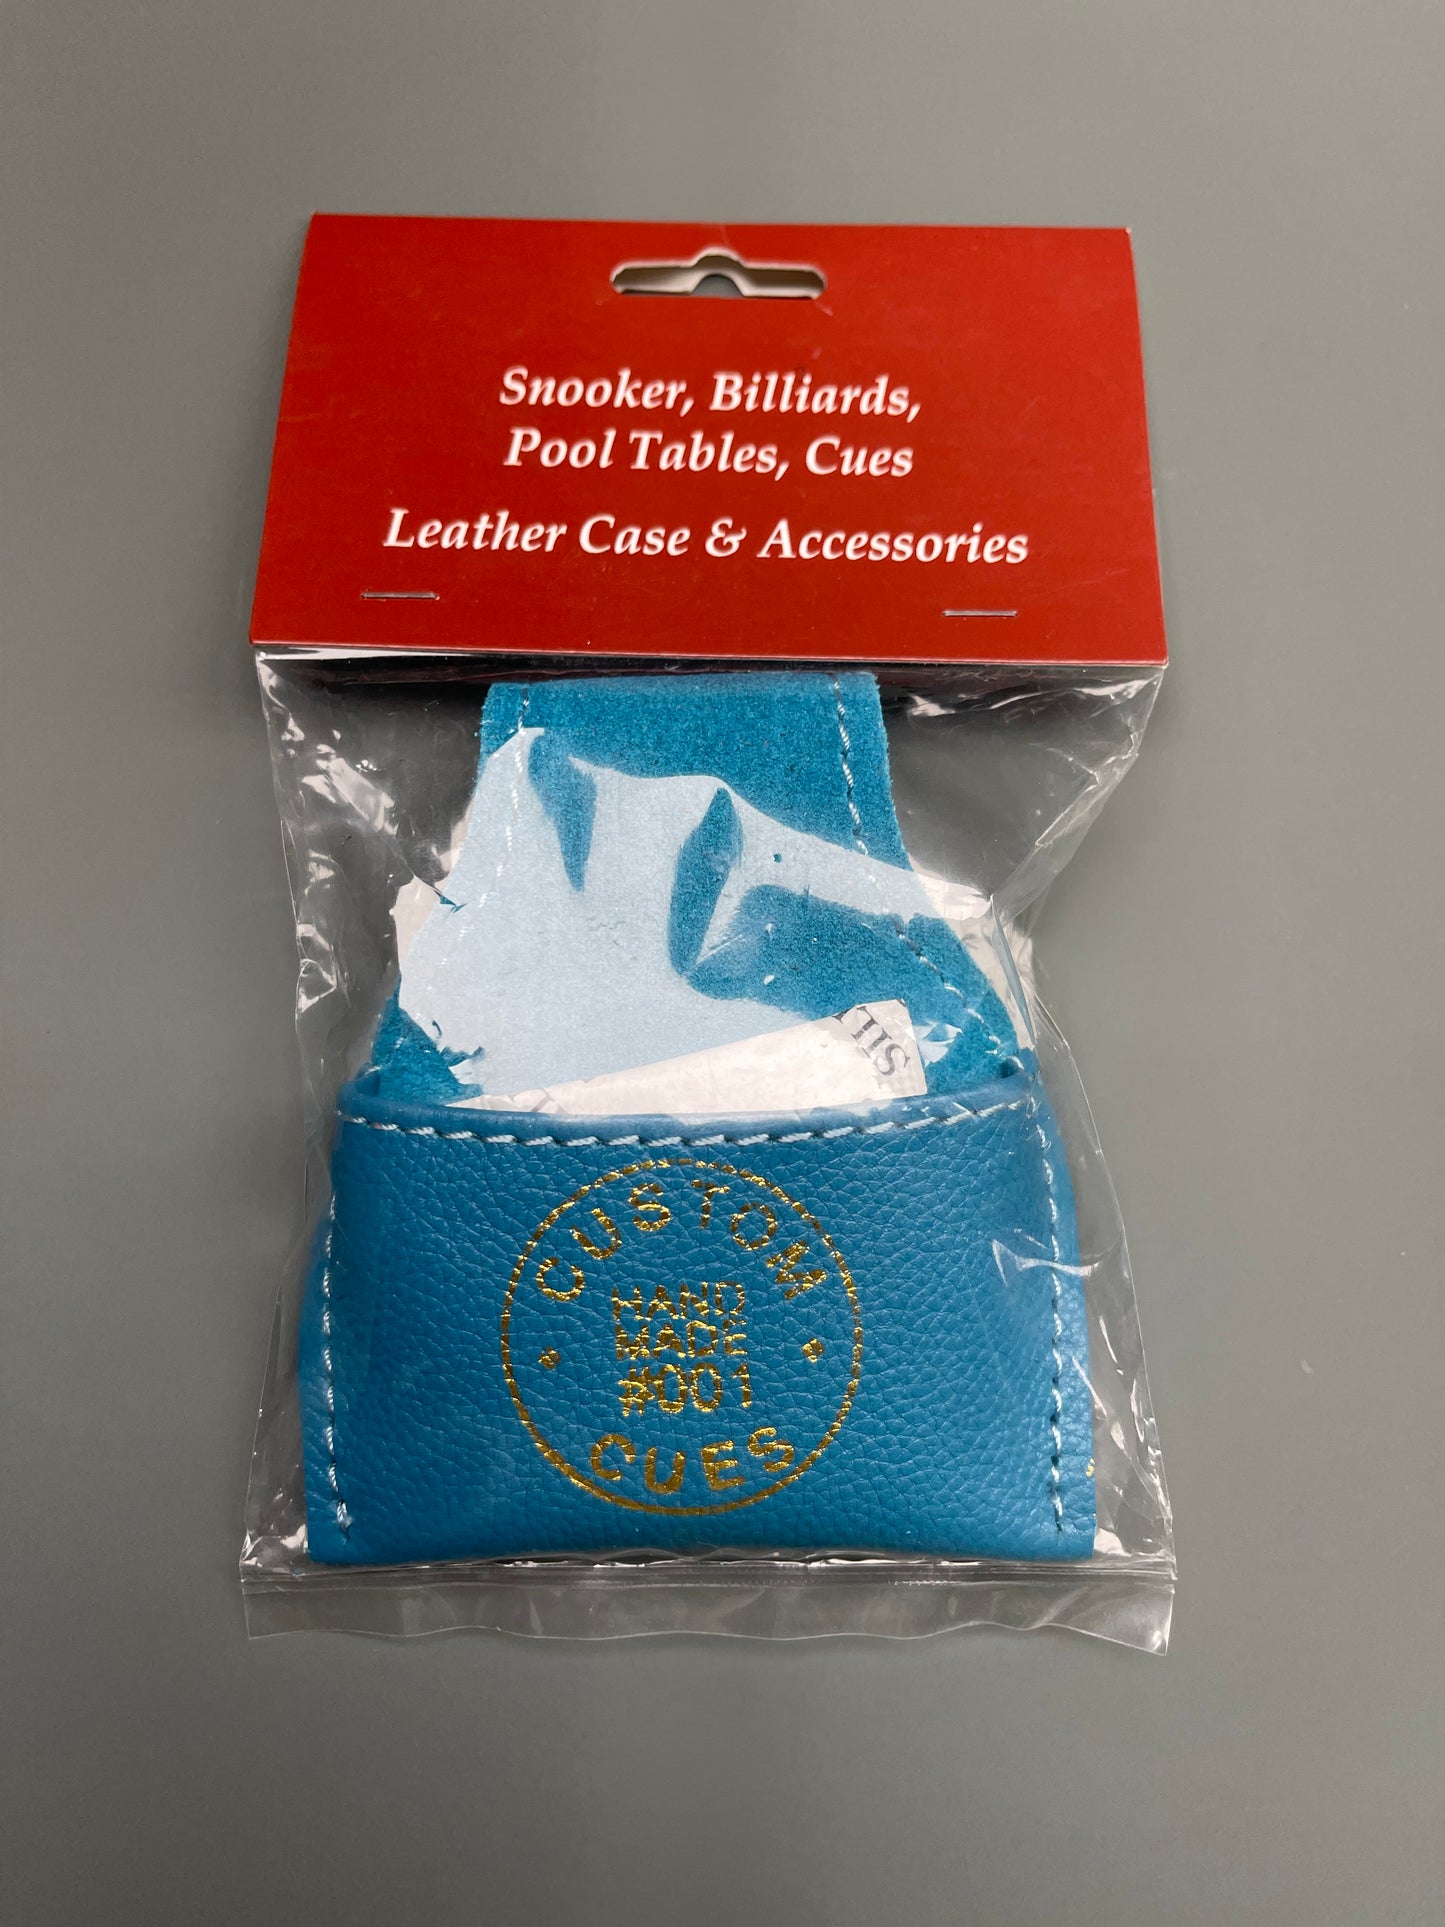 Snooker, Billiards,
Pool Tables, Cues
Leather Case & Accessories
CUSTOM
HAND
MADE
#001
CUES